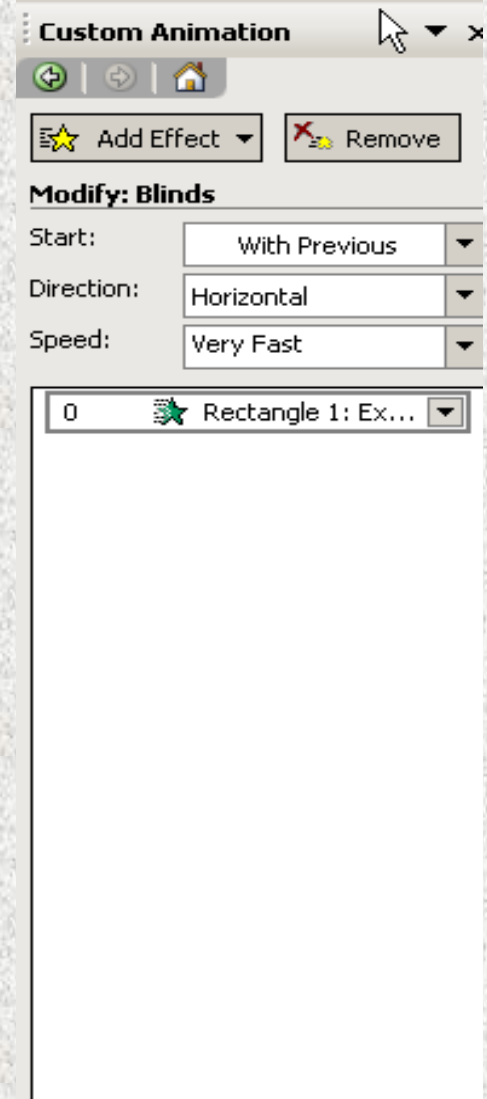 Custom Animation
Add Effect Remove
Modify: Blinds
Start: With Previous
Direction: Horizontal
Speed: Very Fast
0 Rectangle 1: Ex...